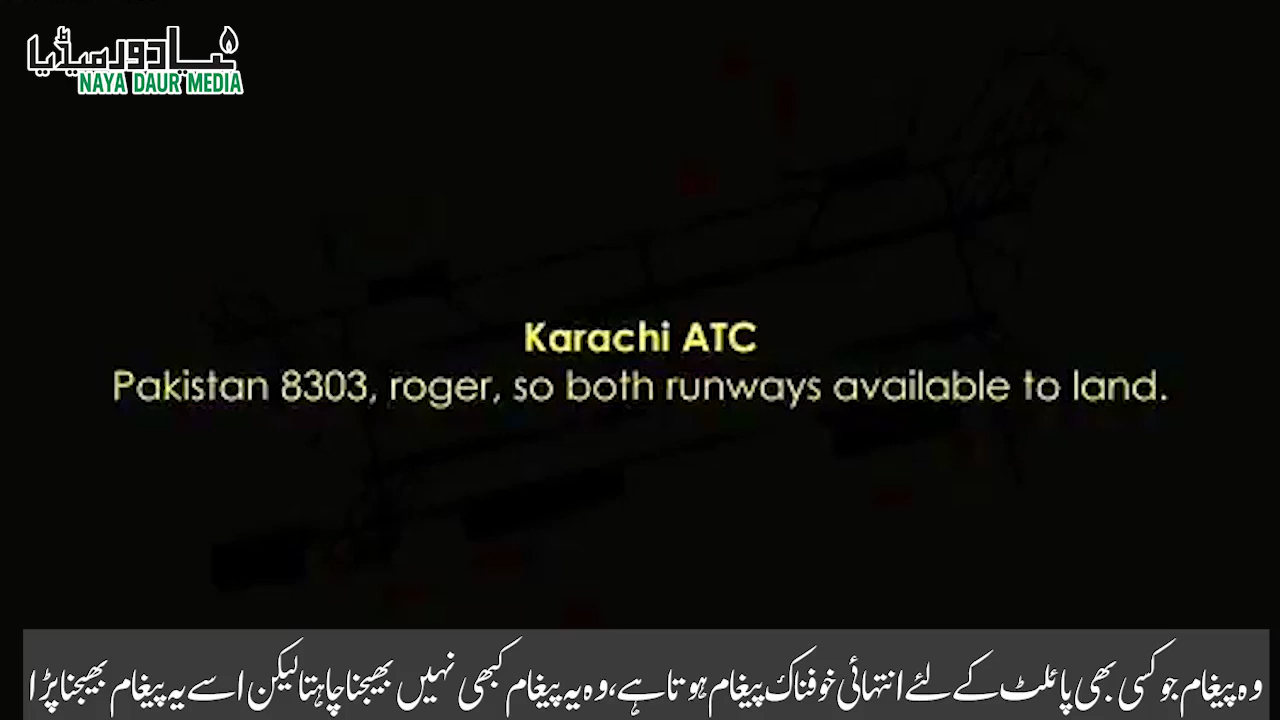 نیا دور میڈیا
NAYA DAUR MEDIA
Karachi ATC
Pakistan 8303, roger, so both runways available to land.
وہ پیغام جو کسی بھی پائلٹ کے لئے انتہائی خوفناک پیغام ہوتا ہے، وہ یہ پیغام کبھی نہیں بھیجنا چاہتا لیکن اسے یہ پیغام بھیجنا پڑا